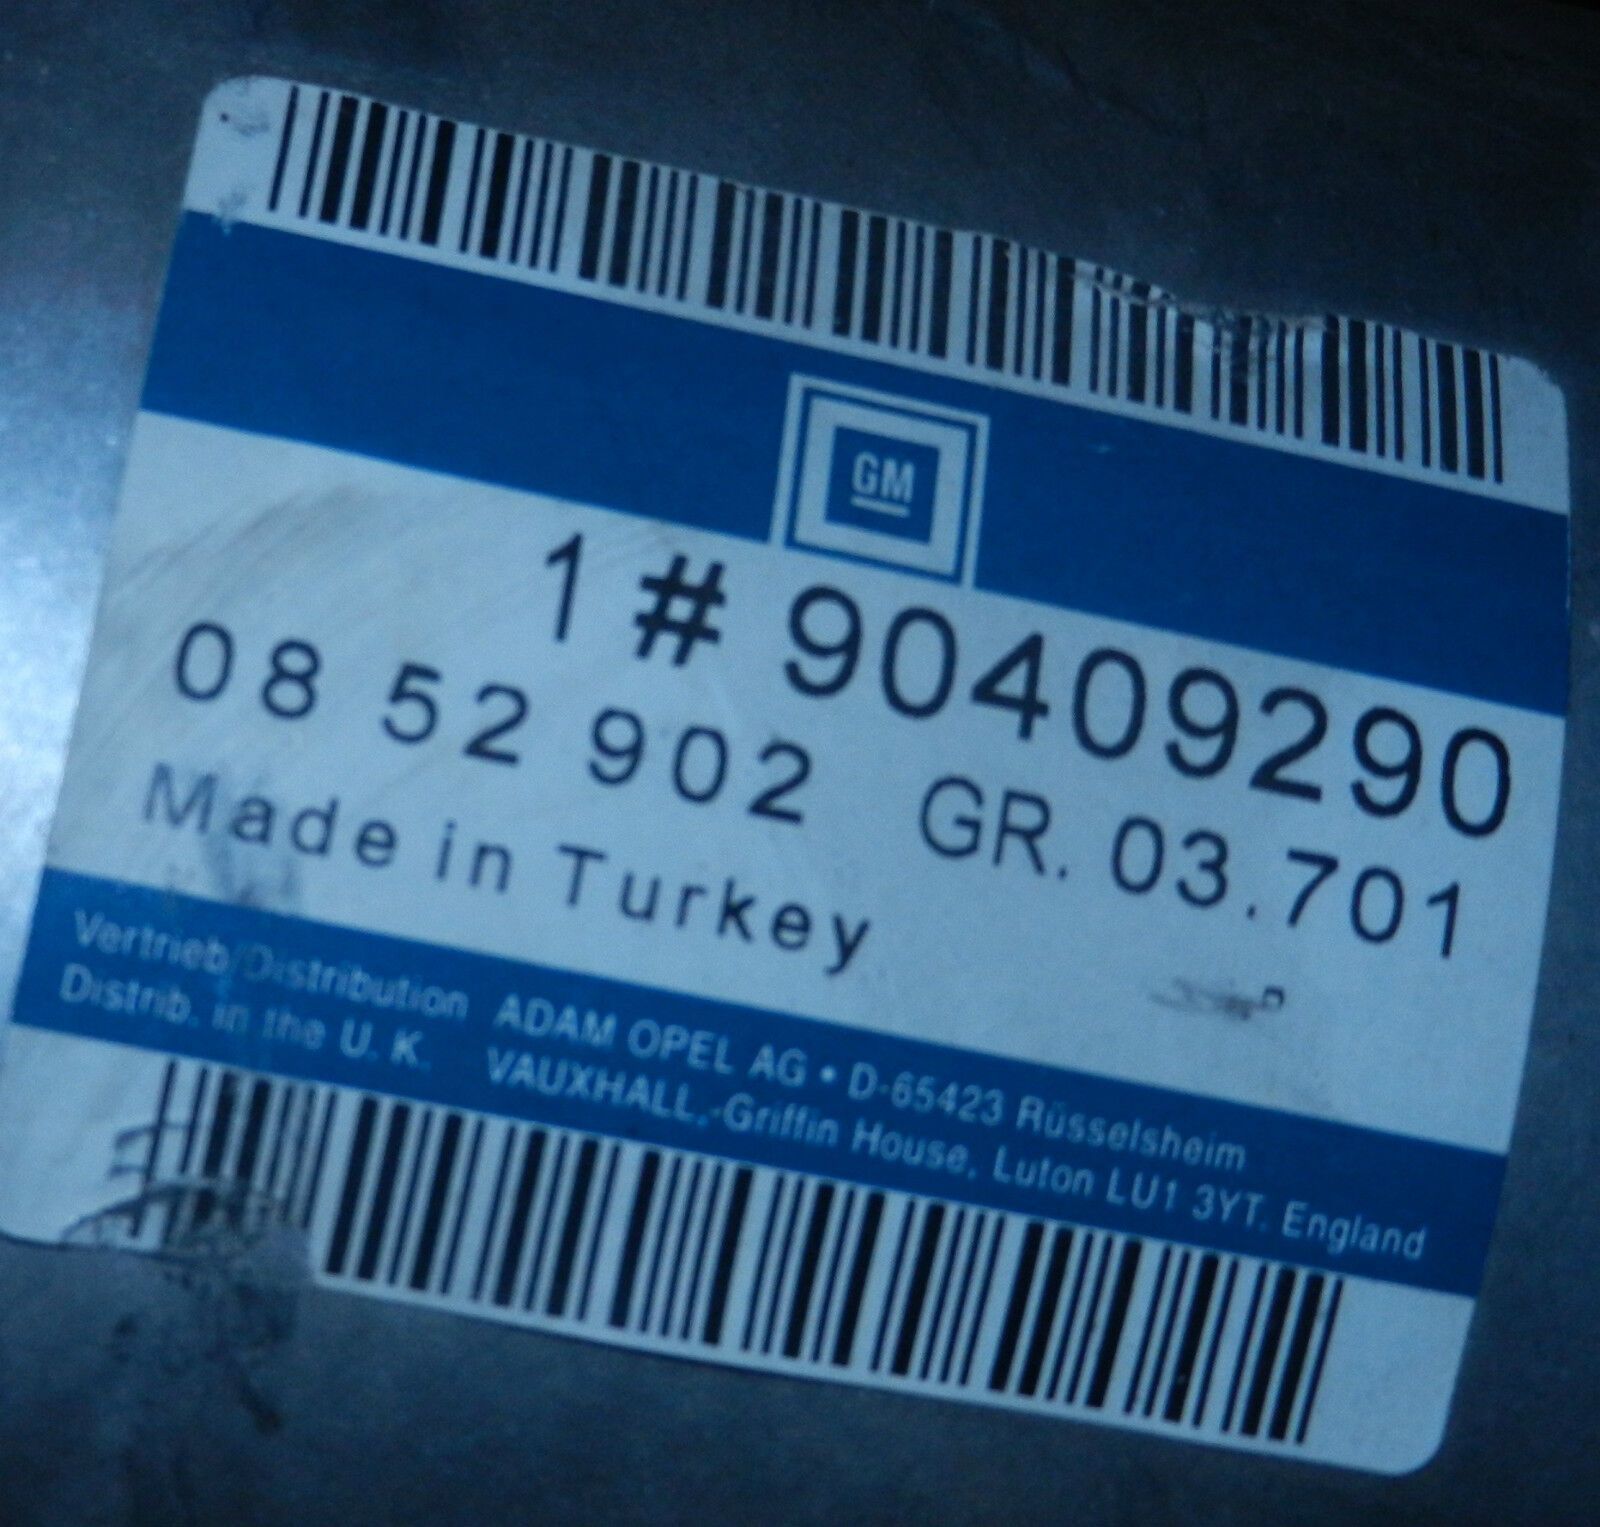 GM
1 # 90409290
08 52 902 GR. 03.701
Made in Turkey
Vertrieb/Distribution ADAM OPEL AG • D-65423 Rüsselsheim
Distrib. in the U. K. VAUXHALL, Griffin House, Luton LU1 3YT. England